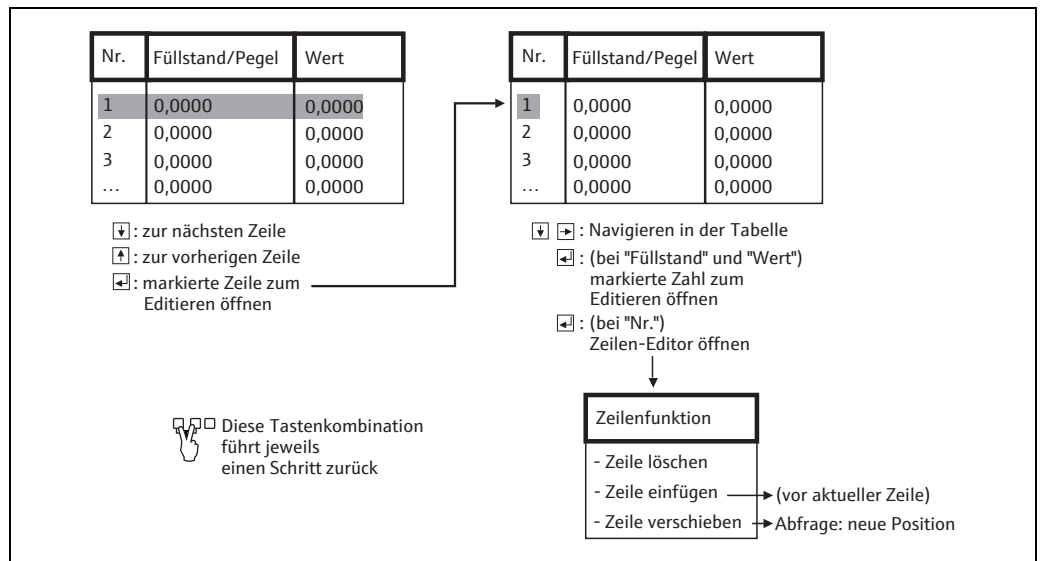 Nr. Füllstand/Pegel Wert
1 0,0000 0,0000
2 0,0000 0,0000
3 0,0000 0,0000
... 0,0000 0,0000
: zur nächsten Zeile
: zur vorherigen Zeile
: markierte Zeile zum
Editieren öffnen
Nr. Füllstand/Pegel Wert
1 0,0000 0,0000
2 0,0000 0,0000
3 0,0000 0,0000
... 0,0000 0,0000
: Navigieren in der Tabelle
: (bei "Füllstand" und "Wert")
markierte Zahl zum
Editieren öffnen
: (bei "Nr.")
Zeilen-Editor öffnen
Diese Tastenkombination
führt jeweils
einen Schritt zurück
Zeilenfunktion
- Zeile löschen
- Zeile einfügen (vor aktueller Zeile)
- Zeile verschieben Abfrage: neue Position